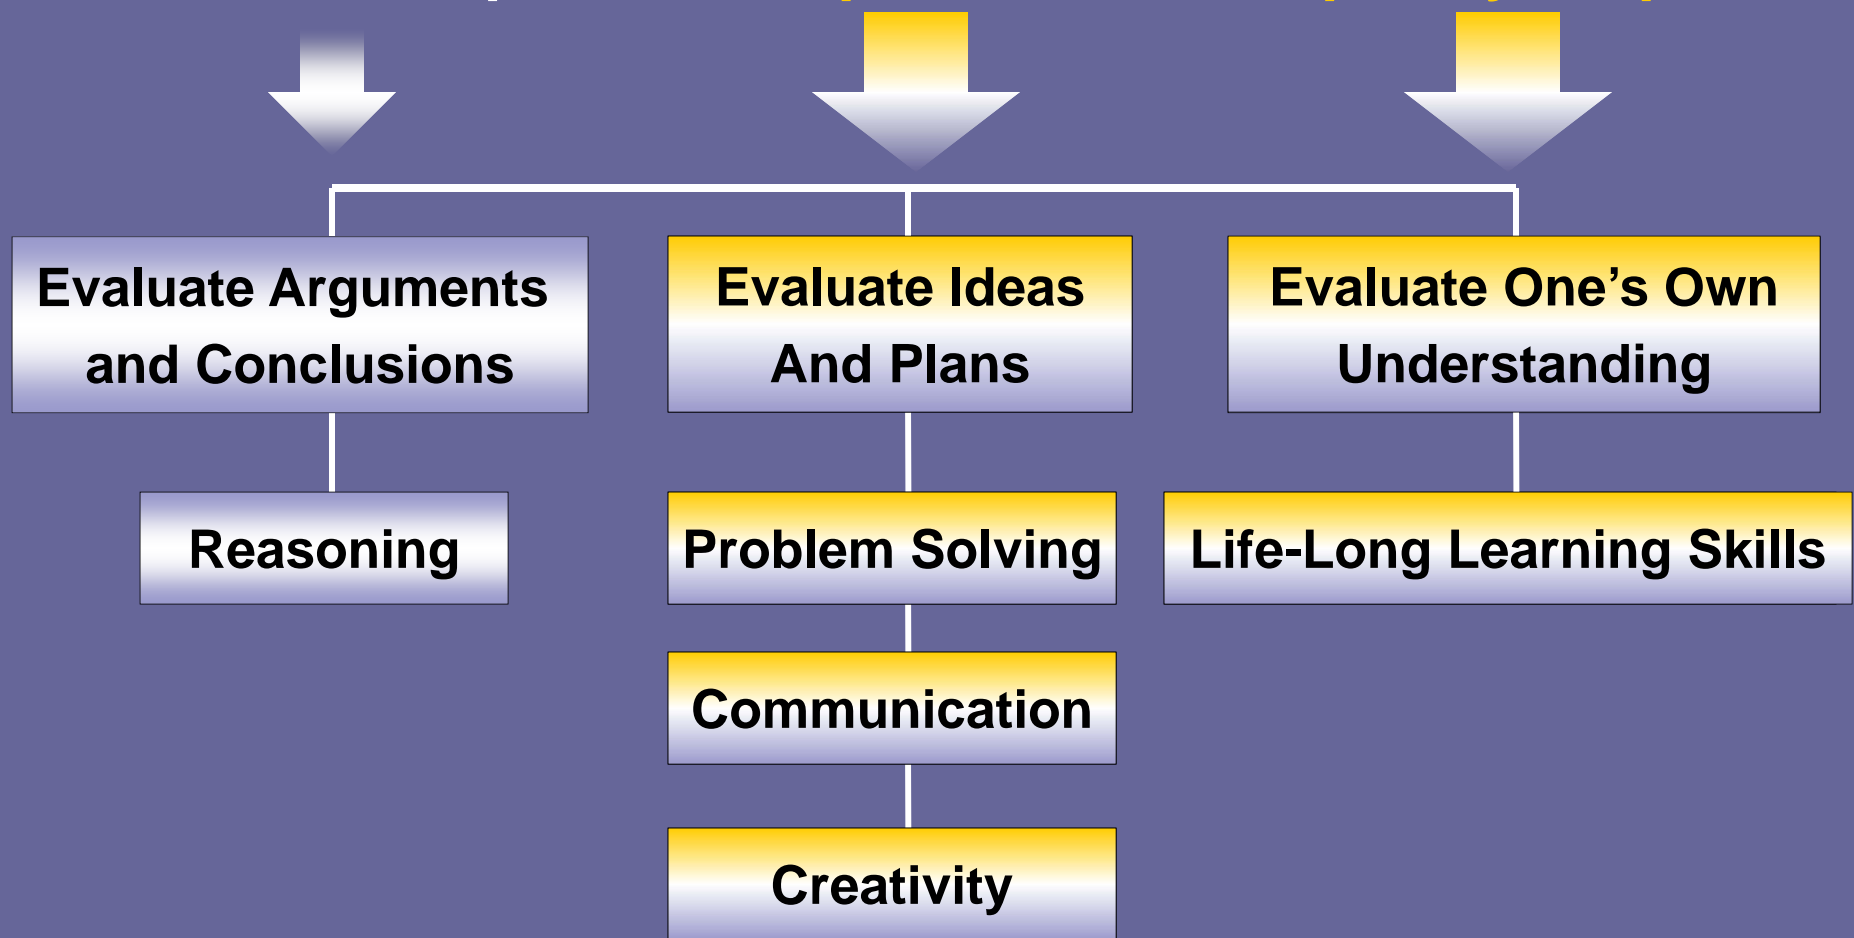 Evaluate Arguments
and Conclusions
Evaluate Ideas
And Plans
Evaluate One’s Own
Understanding
Reasoning
Problem Solving
Life-Long Learning Skills
Communication
Creativity